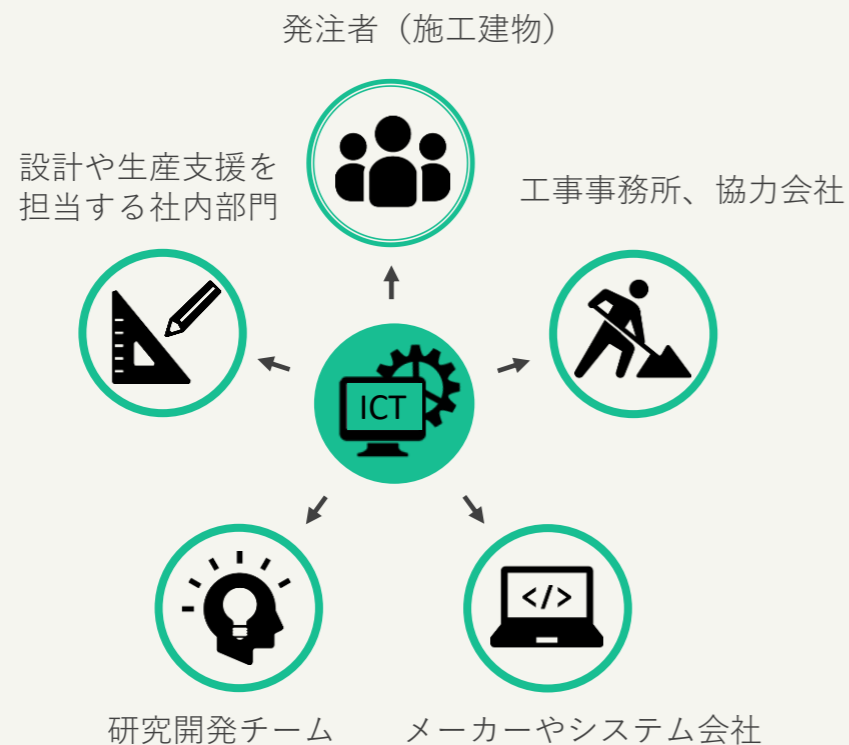 発注者（施工建物）
設計や生産支援を
担当する社内部門
工事事務所、協力会社
ICT
</>
研究開発チーム
メーカーやシステム会社